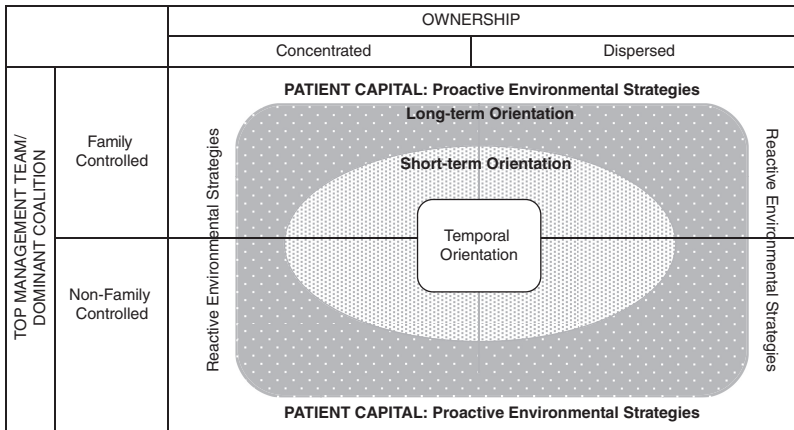 OWNERSHIP
Concentrated
Dispersed
TOP MANAGEMENT TEAM/
DOMINANT COALITION
Family
Controlled
Non-Family
Controlled
PATIENT CAPITAL: Proactive Environmental Strategies
Long-term Orientation
Short-term Orientation
Temporal
Orientation
Reactive Environmental Strategies
Reactive Environmental Strategies
PATIENT CAPITAL: Proactive Environmental Strategies